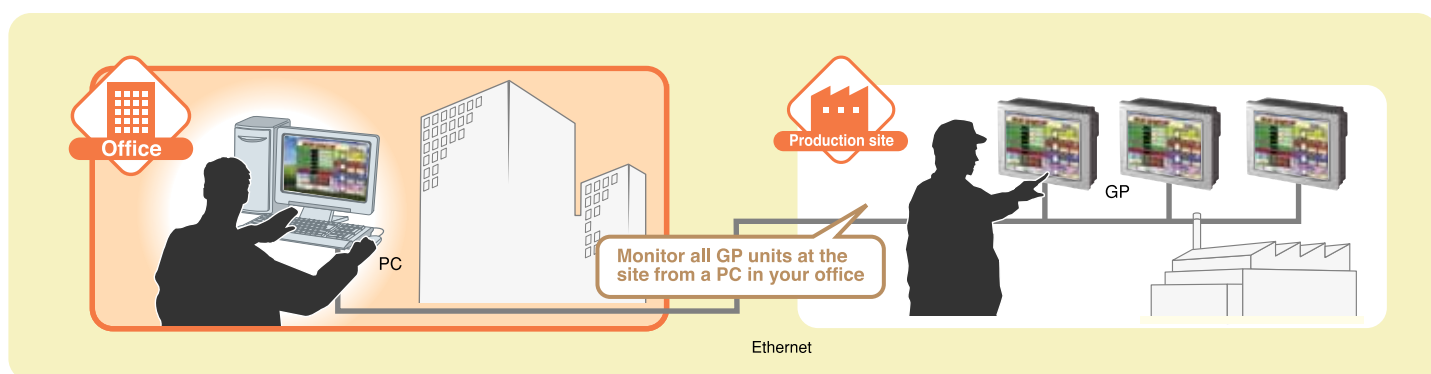 Office
Production site
GP
Monitor all GP units at the
site from a PC in your office
PC
Ethernet